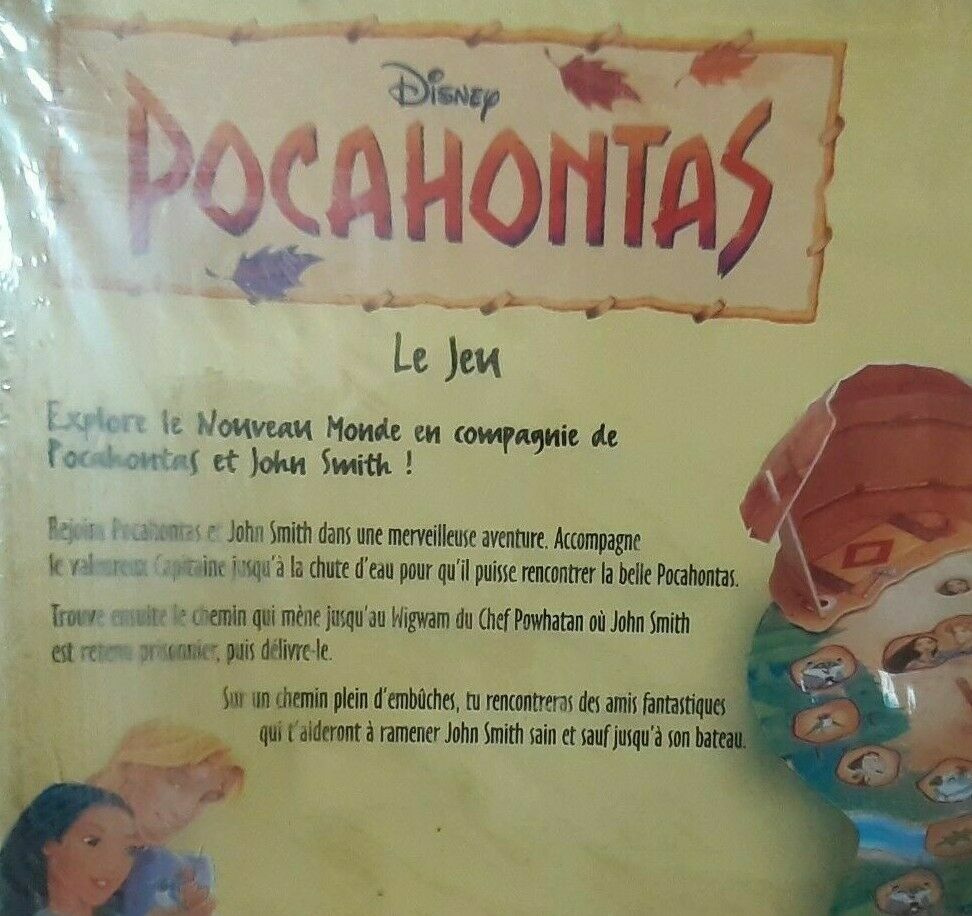 Disney
POCAHONTAS
Le Jeu
Explore le Nouveau Monde en compagnie de
Pocahontas et John Smith !
Rejoins Pocahontas et John Smith dans une merveilleuse aventure. Accompagne
le valeureux Capitaine jusqu'à la chute d'eau pour qu'il puisse rencontrer la belle Pocahontas.
Trouve ensuite le chemin qui mène jusqu'au Wigwam du Chef Powhatan où John Smith
est retenu prisonnier, puis délivre-le.
Sur un chemin plein d'embûches, tu rencontreras des amis fantastiques
qui t'aideront à ramener John Smith sain et sauf jusqu'à son bateau.